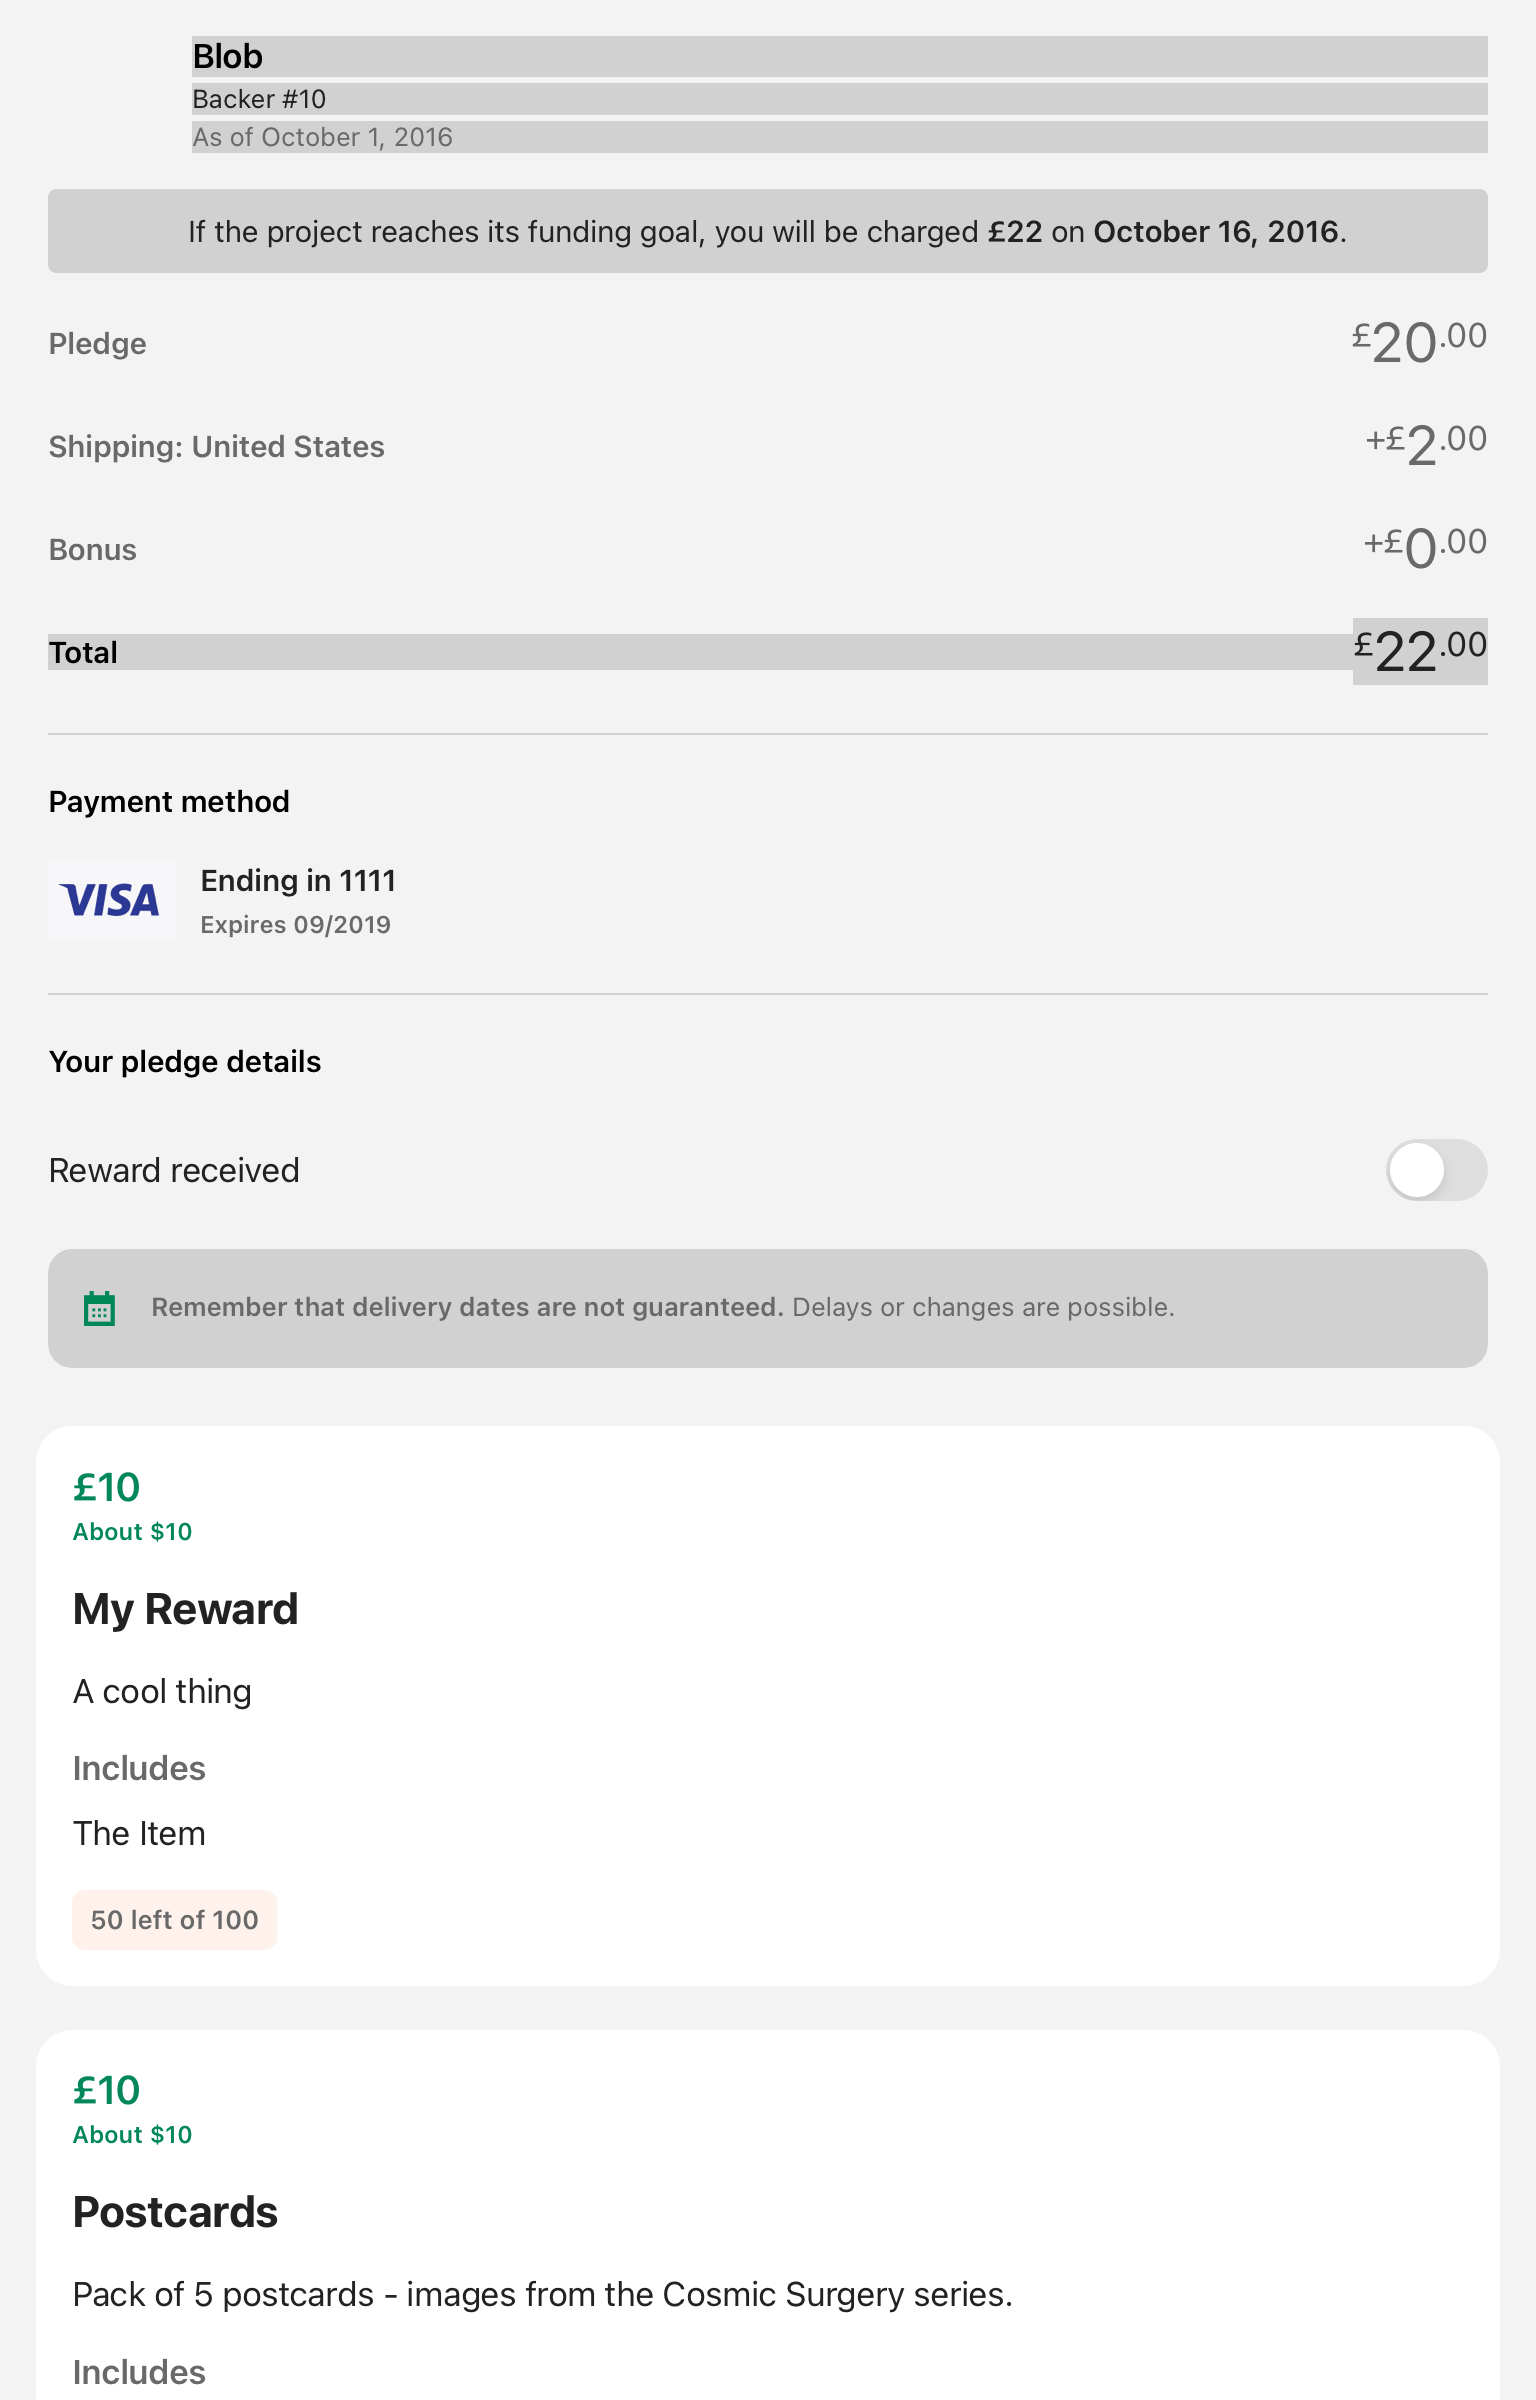 Blob
Backer #10
As of October 1, 2016
If the project reaches its funding goal, you will be charged £22 on October 16, 2016.
Pledge £20.00
Shipping: United States +£2.00
Bonus +£0.00
Total £22.00
Payment method
VISA
Ending in 1111
Expires 09/2019
Your pledge details
Reward received
Remember that delivery dates are not guaranteed. Delays or changes are possible.
£10
About $10
My Reward
A cool thing
Includes
The Item
50 left of 100
£10
About $10
Postcards
Pack of 5 postcards - images from the Cosmic Surgery series.
Includes